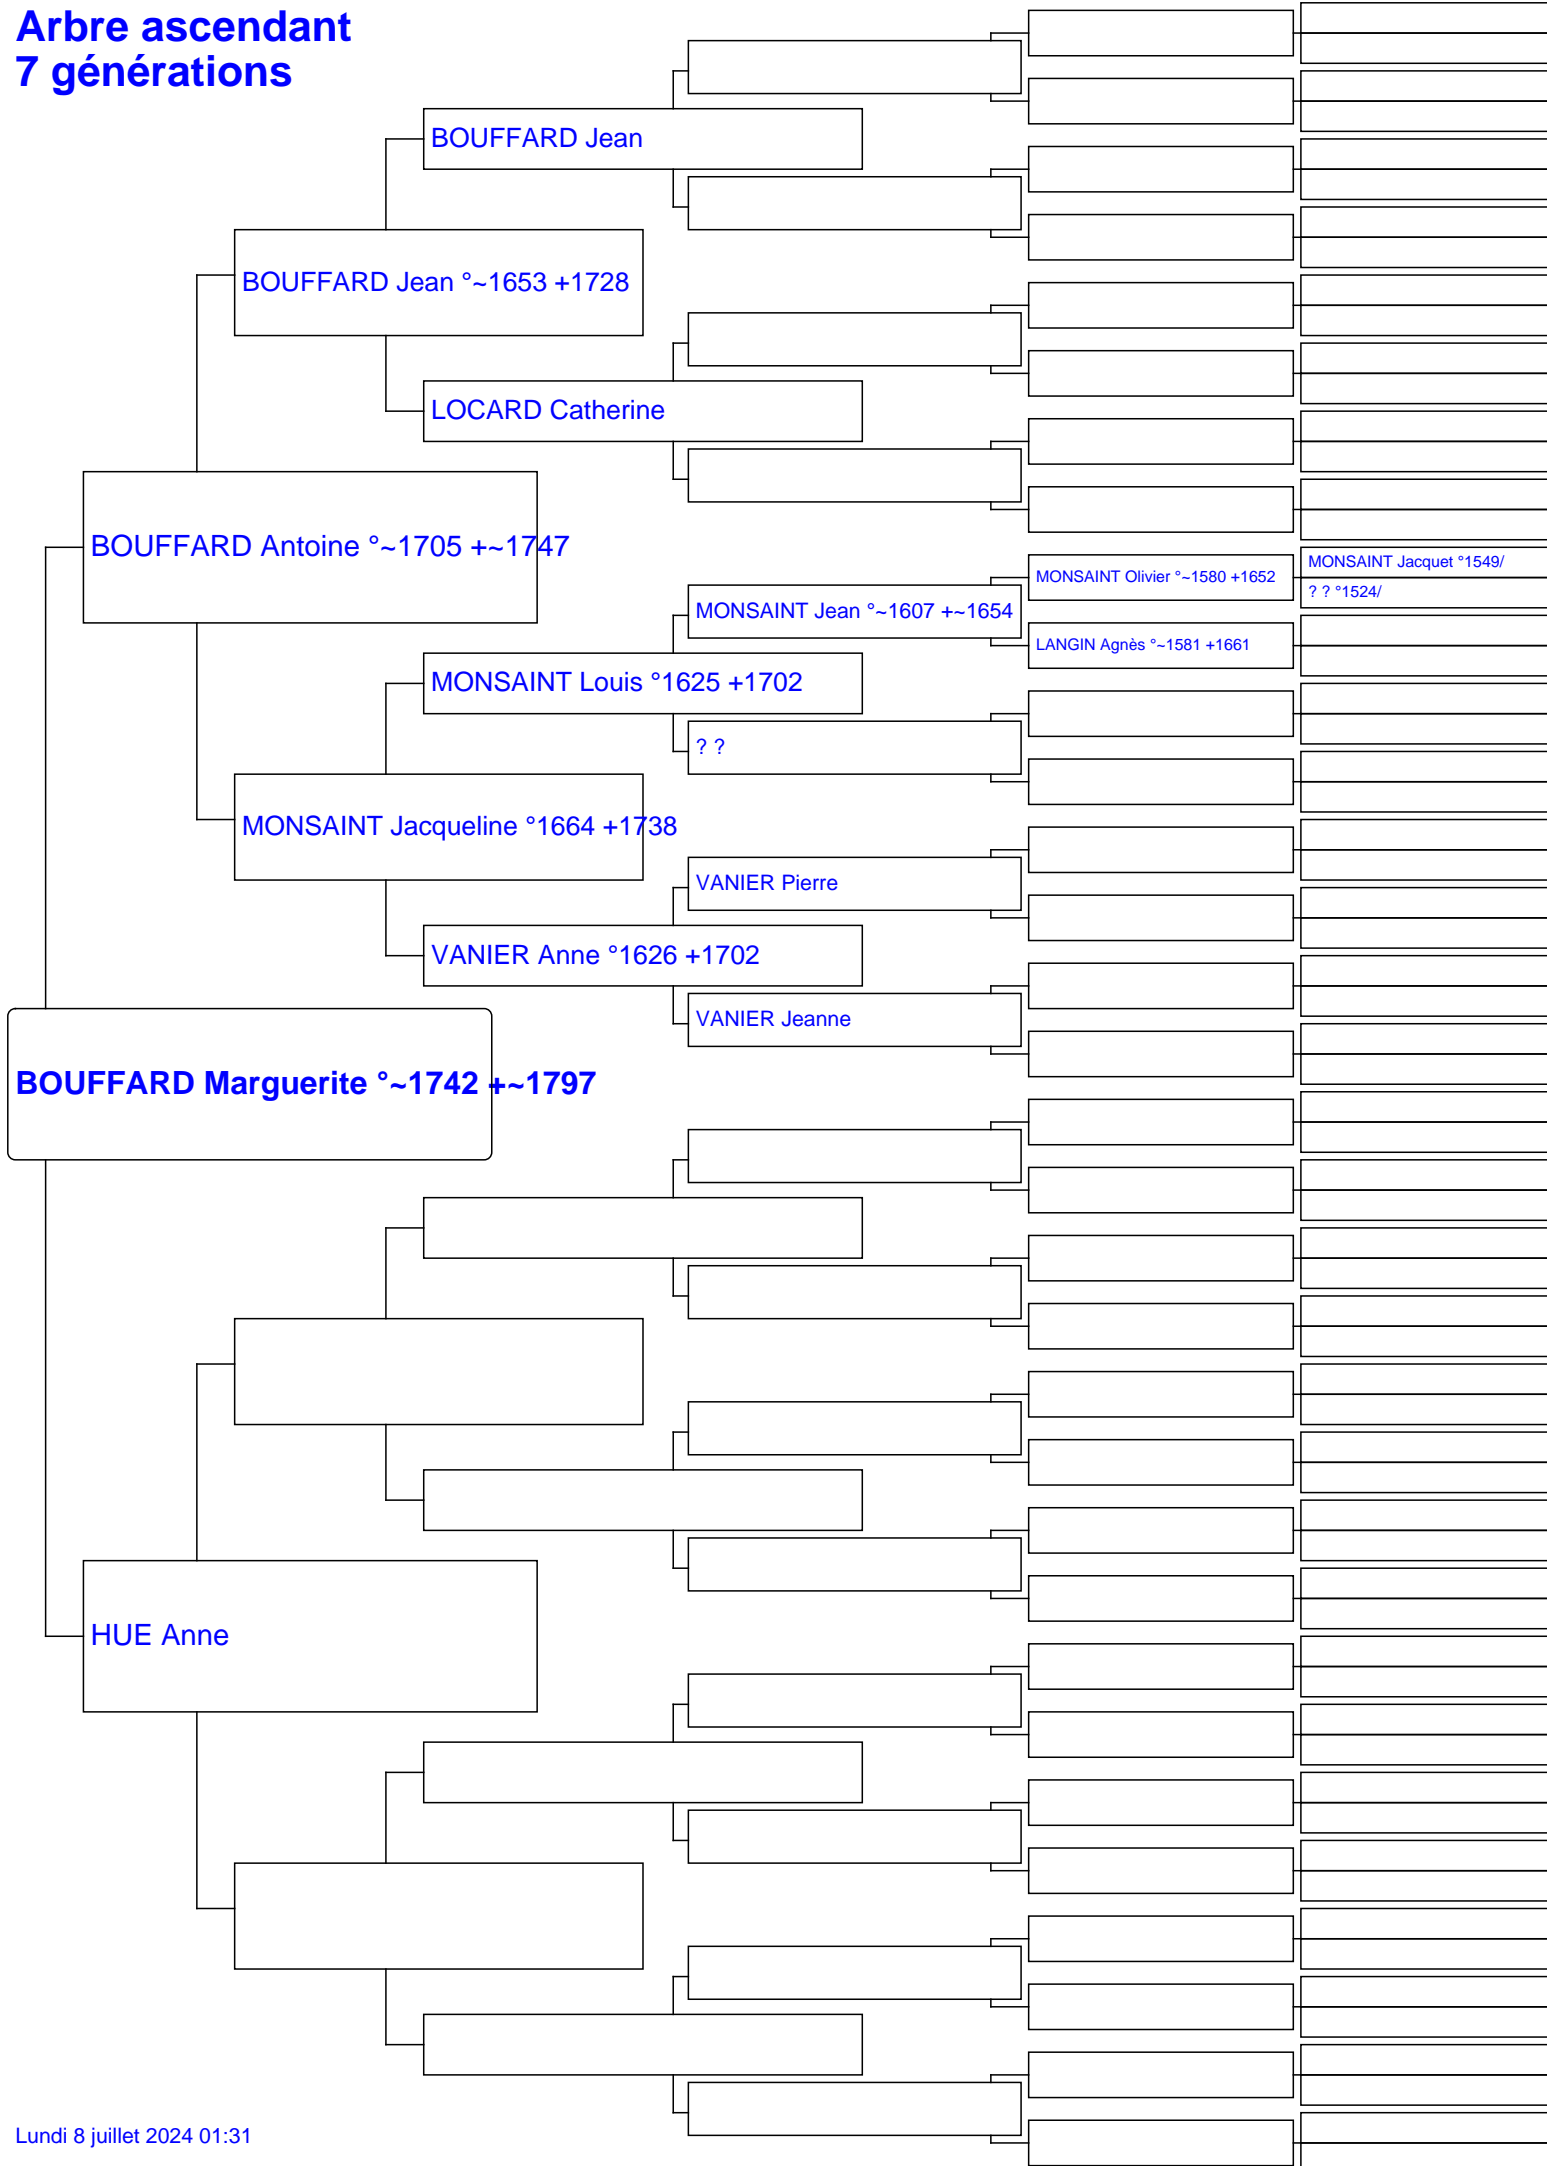 Arbre ascendant
7 générations
BOUFFARD Jean
BOUFFARD Jean °~1653 +1728
LOCARD Catherine
BOUFFARD Antoine °~1705 +~1747
MONSAINT Olivier °~1580 +1652
MONSAINT Jacquet °1549/
? ? °1524/
MONSAINT Jean °~1607 +~1654
LANGIN Agnès °~1581 +1661
MONSAINT Louis °1625 +1702
? ?
MONSAINT Jacqueline °1664 +1738
VANIER Pierre
VANIER Anne °1626 +1702
VANIER Jeanne
BOUFFARD Marguerite °~1742 +~1797
HUE Anne
Lundi 8 juillet 2024 01:31